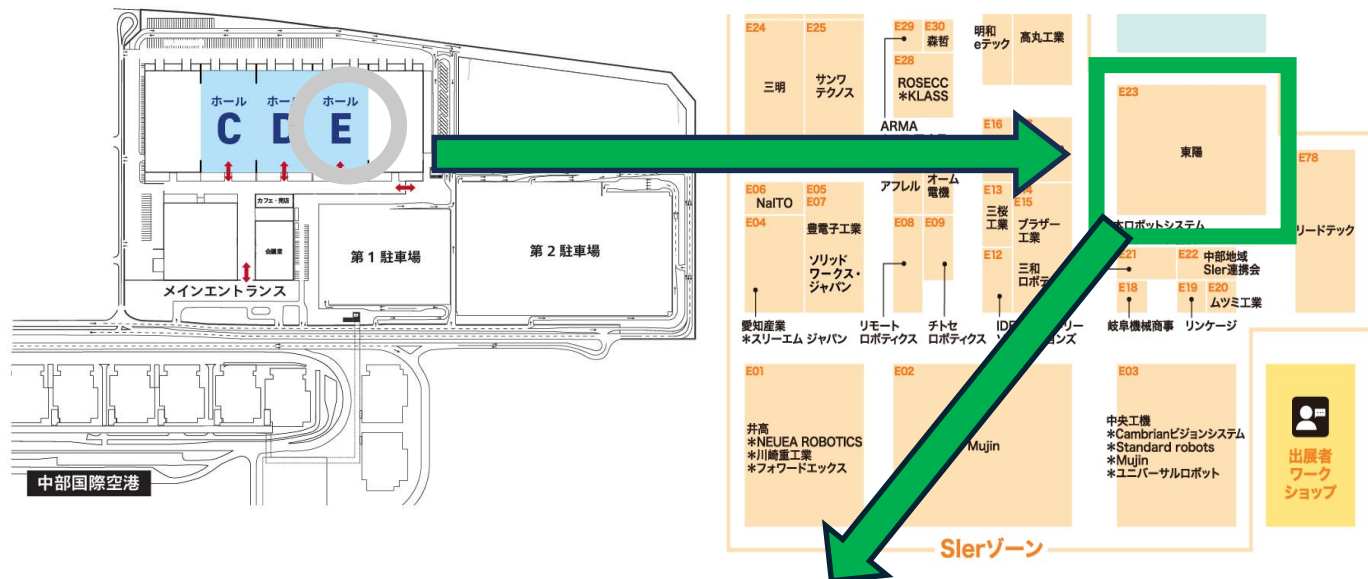 ホール
C
ホール
D
ホール
E
カフェ・売店
会議室
メインエントランス
第1駐車場
第2駐車場
中部国際空港
E24
三明
E25
サンワ
テクノス
E29
E30
森哲
E28
ROSECC
*KLASS
ARMA
明和
eテック
高丸工業
E16
E23
東陽
E78
リードテック
E06
NaITO
E04
愛知産業
*スリーエム ジャパン
E05
E07
豊電子工業
ソリッド
ワークス・
ジャパン
アフレル
オーム
電機
E08
リモート
ロボティクス
E09
チトセ
ロボティクス
E13
三桜
工業
E15
ブラザー
工業
E12
三和
ロボティ
ロボットシステム
E21
E22
中部地域
SIer連携会
E18
岐阜機械商事
E19
リンケージ
E20
ムツミ工業
E01
井高
*NEUEA ROBOTICS
*川崎重工業
*フォワードエックス
E02
Mujin
E03
中央工機
*Cambrianビジョンシステム
*Standard robots
*Mujin
*ユニバーサルロボット
出展者
ワーク
ショップ
SIerゾーン